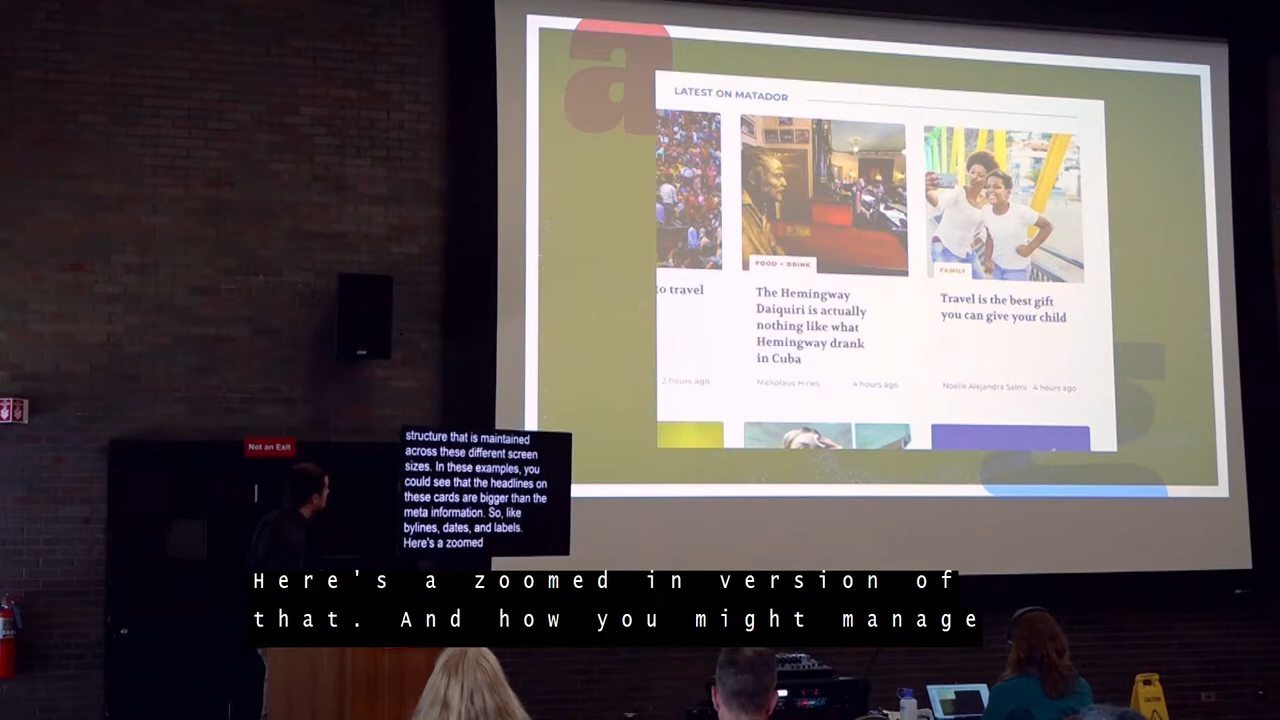 a
LATEST ON MATADOR
to travel
2 hours ago
FOOD + DRINK
The Hemingway
Daiquiri is actually
nothing like what
Hemingway drank
in Cuba
Nickolaus Hines 4 hours ago
FAMILY
Travel is the best gift
you can give your child
Noelle Alejandra Salmi 4 hours ago
Not an Exit
structure that is maintained
across these different screen
sizes. In these examples, you
could see that the headlines on
these cards are bigger than the
meta information. So, like
bylines, dates, and labels.
Here's a zoomed
Here's a zoomed in version of
that. And how you might manage
CAUTION